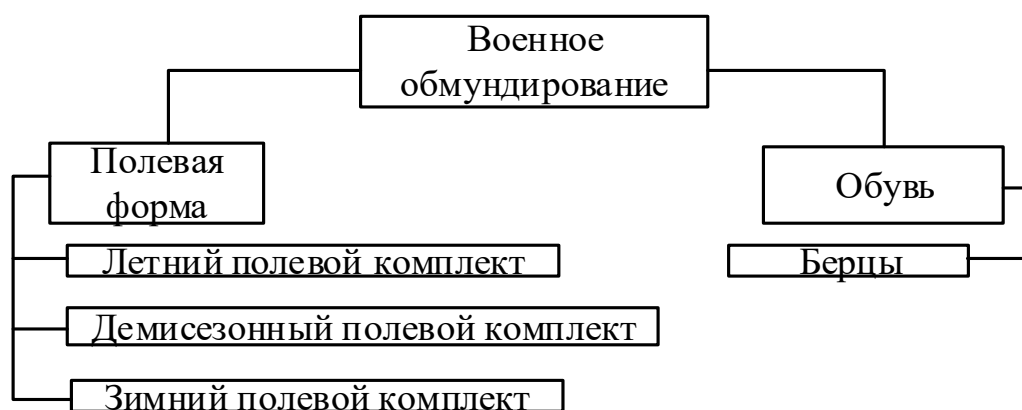 Военное
обмундирование
Полевая
форма
Обувь
Летний полевой комплект
Берцы
Демисезонный полевой комплект
Зимний полевой комплект